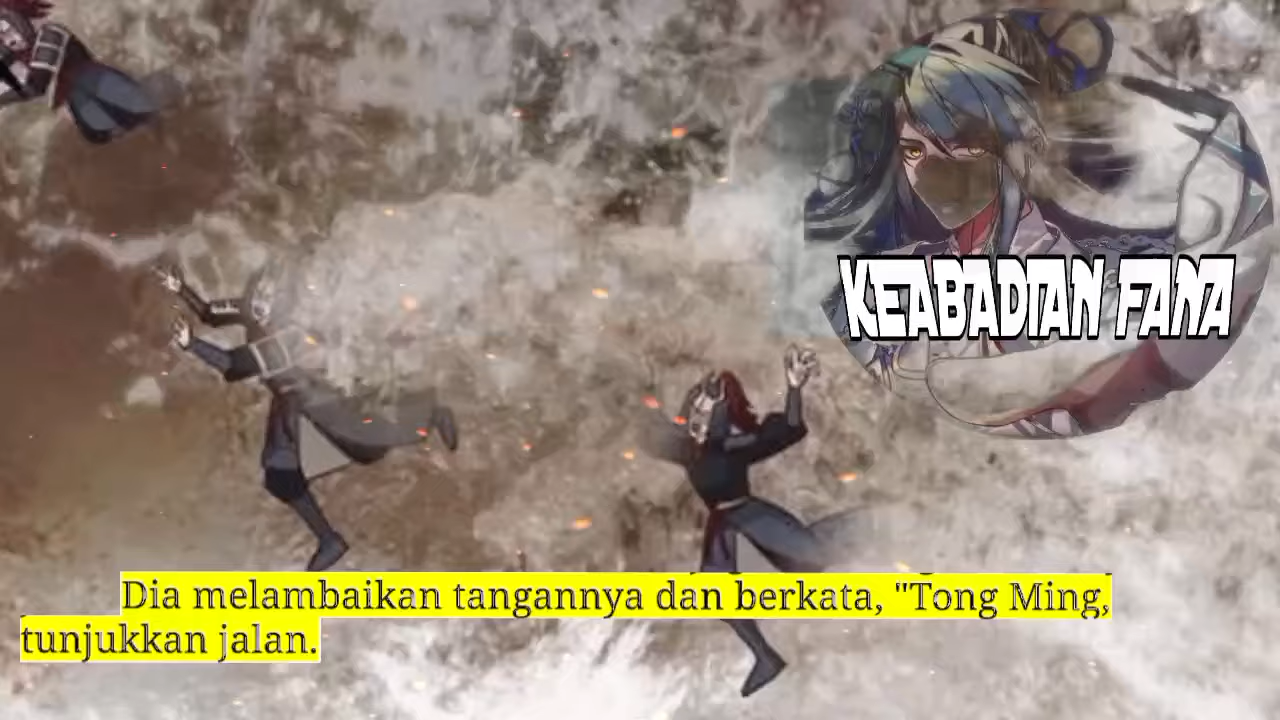 KEABADIAN FANA
Dia melambaikan tangannya dan berkata, "Tong Ming,
tunjukkan jalan.